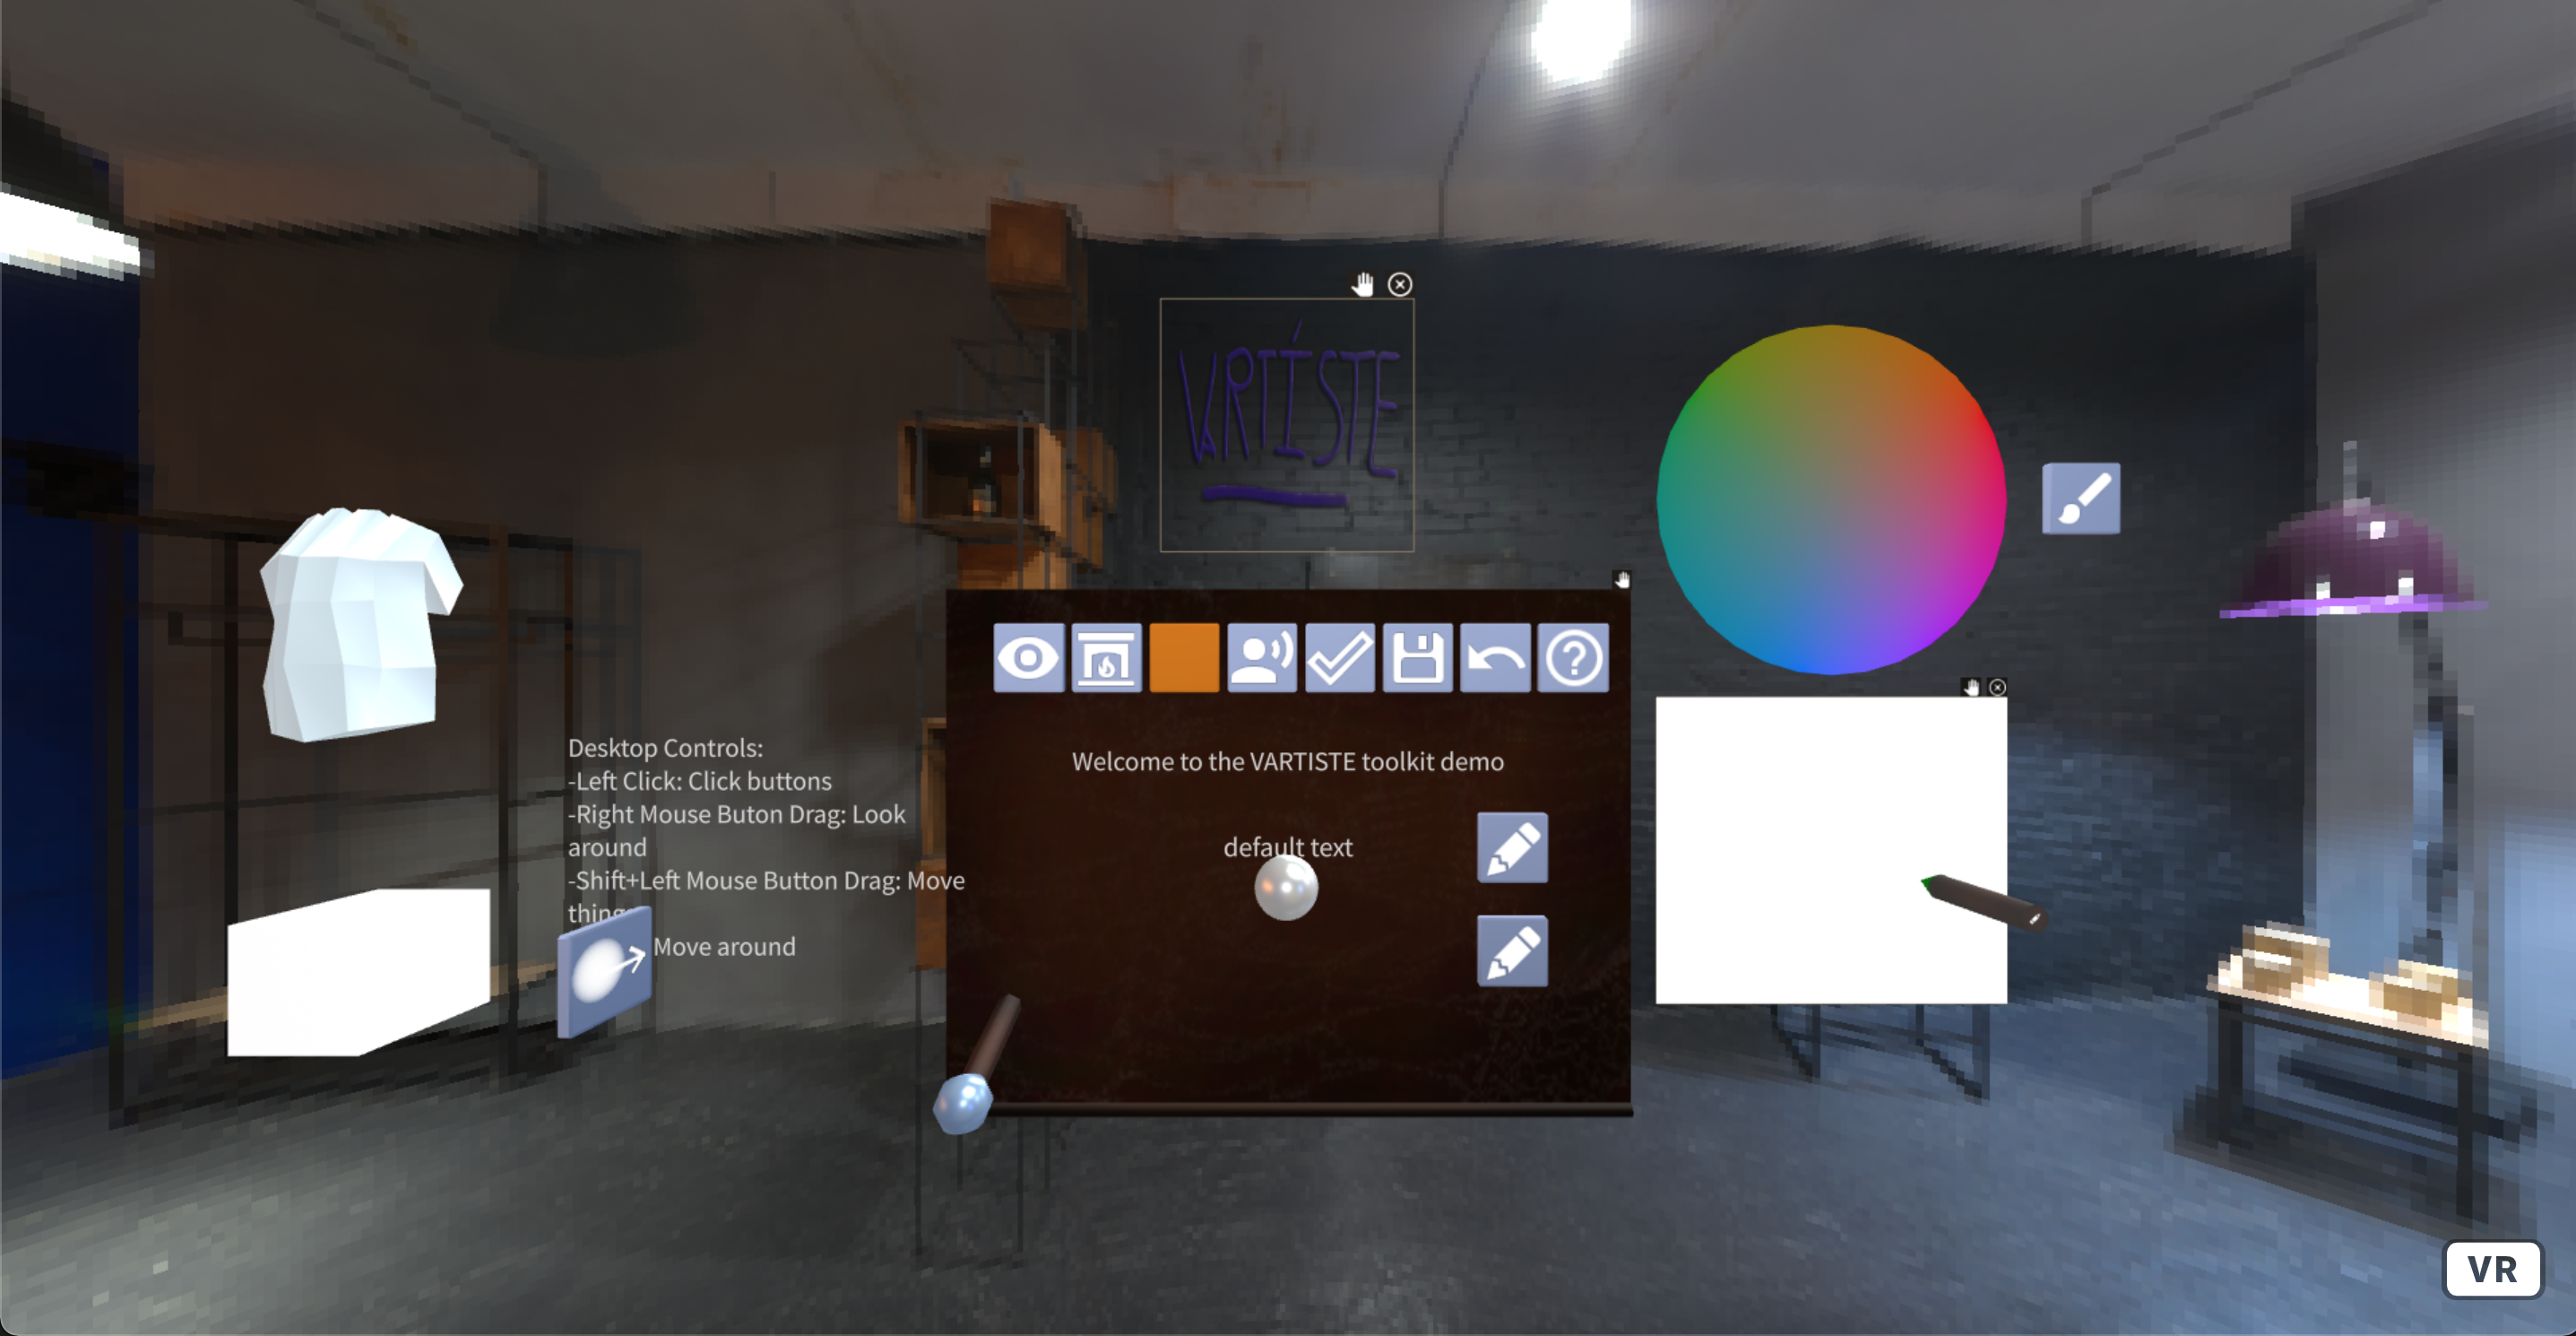 VARTISTE
Desktop Controls:
-Left Click: Click buttons
-Right Mouse Buton Drag: Look
around
-Shift+Left Mouse Button Drag: Move
things
Move around
Welcome to the VARTISTE toolkit demo
default text
VR